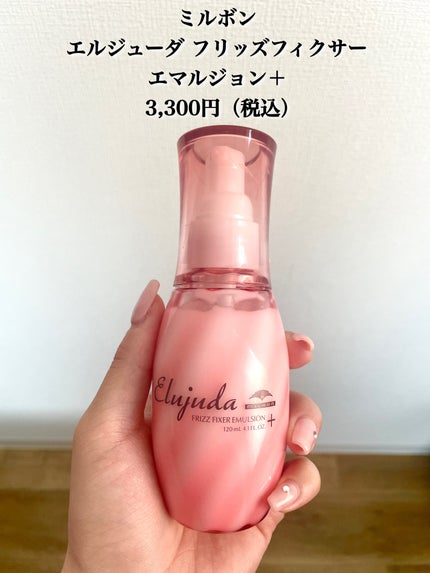 ミルボン
エルジューダ フリッズフィクサー
エマルジョン＋
3,300円（税込）
Elujuda
FRIZZ FIXER EMULSION +
120 mL 4.1 FL.OZ.